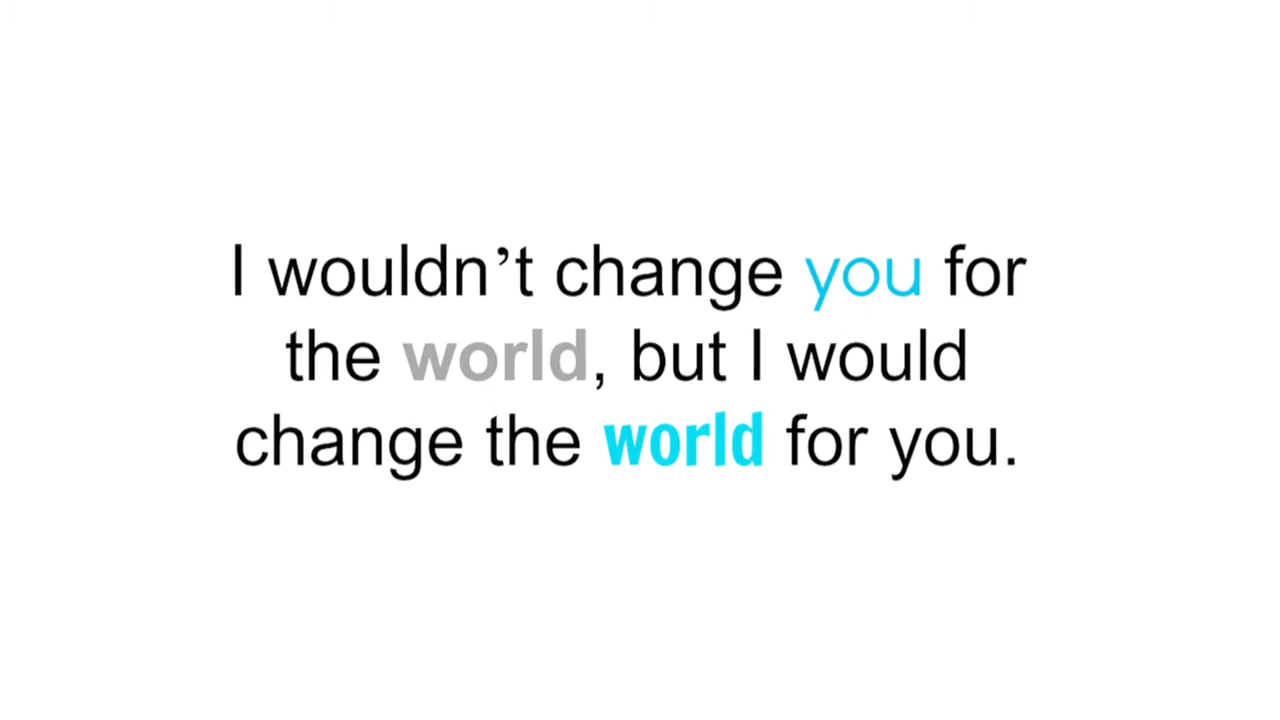 I wouldn’t change you for
the world, but I would
change the world for you.